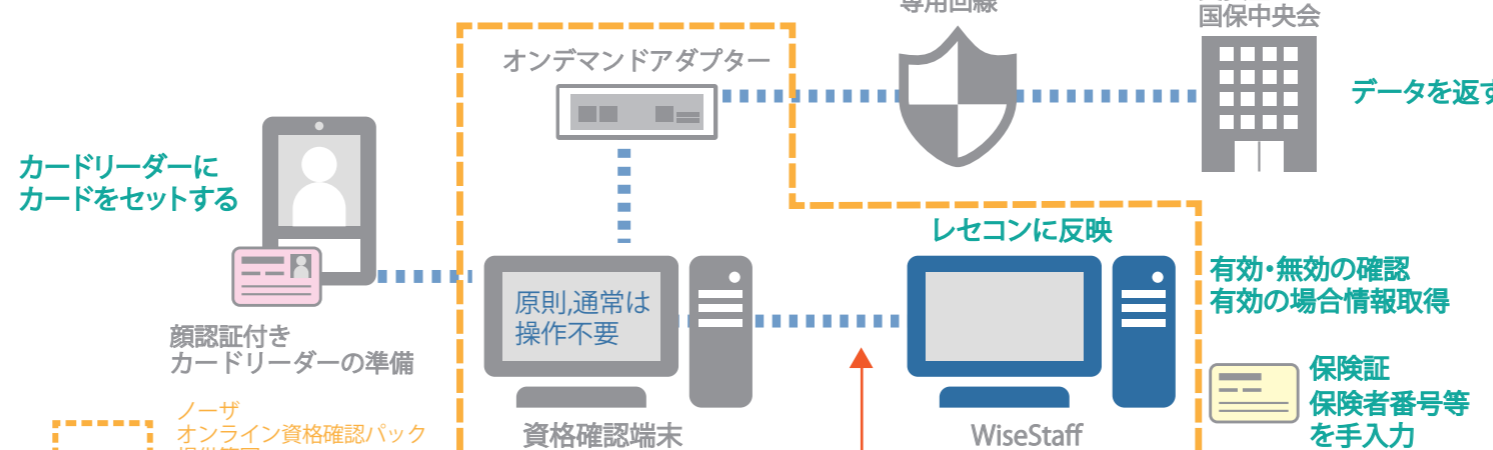 専用回線
国保中央会
オンデマンドアダプター
データを返す
カードリーダーに
カードをセットする
レセコンに反映
有効・無効の確認
有効の場合情報取得
原則,通常は
操作不要
顔認証付き
カードリーダーの準備
保険証
保険者番号等
を手入力
ノーザ
オンライン資格確認パック
資格確認端末
WiseStaff